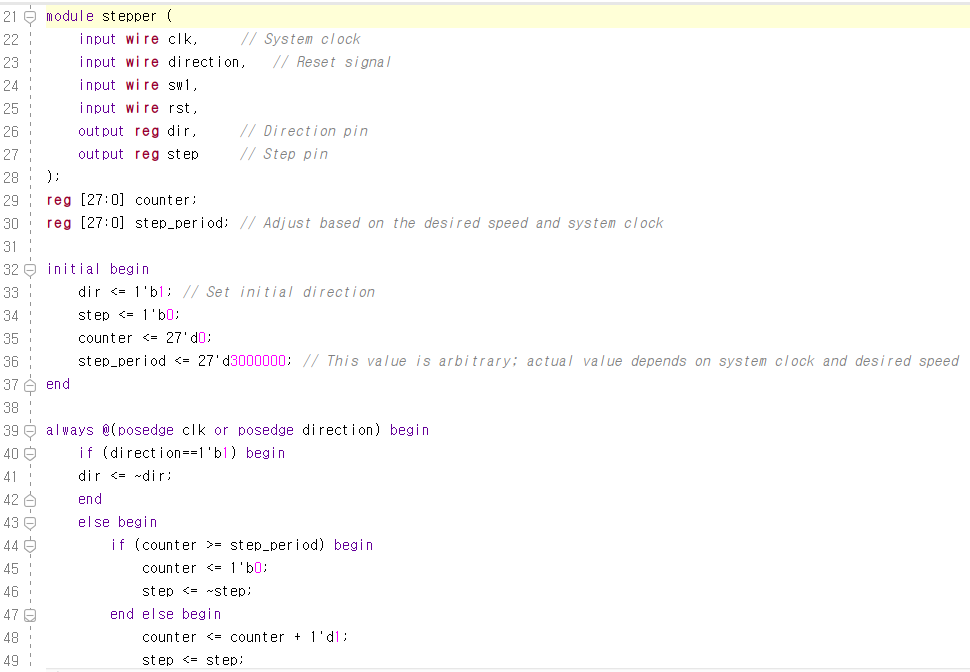 21 module stepper (
22     input wire clk,     // System clock
23     input wire direction,   // Reset signal
24     input wire sw1,
25     input wire rst,
26     output reg dir,     // Direction pin
27     output reg step     // Step pin
28 );
29 reg [27:0] counter;
30 reg [27:0] step_period; // Adjust based on the desired speed and system clock
31
32 initial begin
33     dir <= 1'b1; // Set initial direction
34     step <= 1'b0;
35     counter <= 27'd0;
36     step_period <= 27'd3000000; // This value is arbitrary; actual value depends on system clock and desired speed
37 end
38
39 always @(posedge clk or posedge direction) begin
40     if (direction==1'b1) begin
41     dir <= ~dir;
42     end
43     else begin
44         if (counter >= step_period) begin
45             counter <= 1'b0;
46             step <= ~step;
47         end else begin
48             counter <= counter + 1'd1;
49             step <= step;